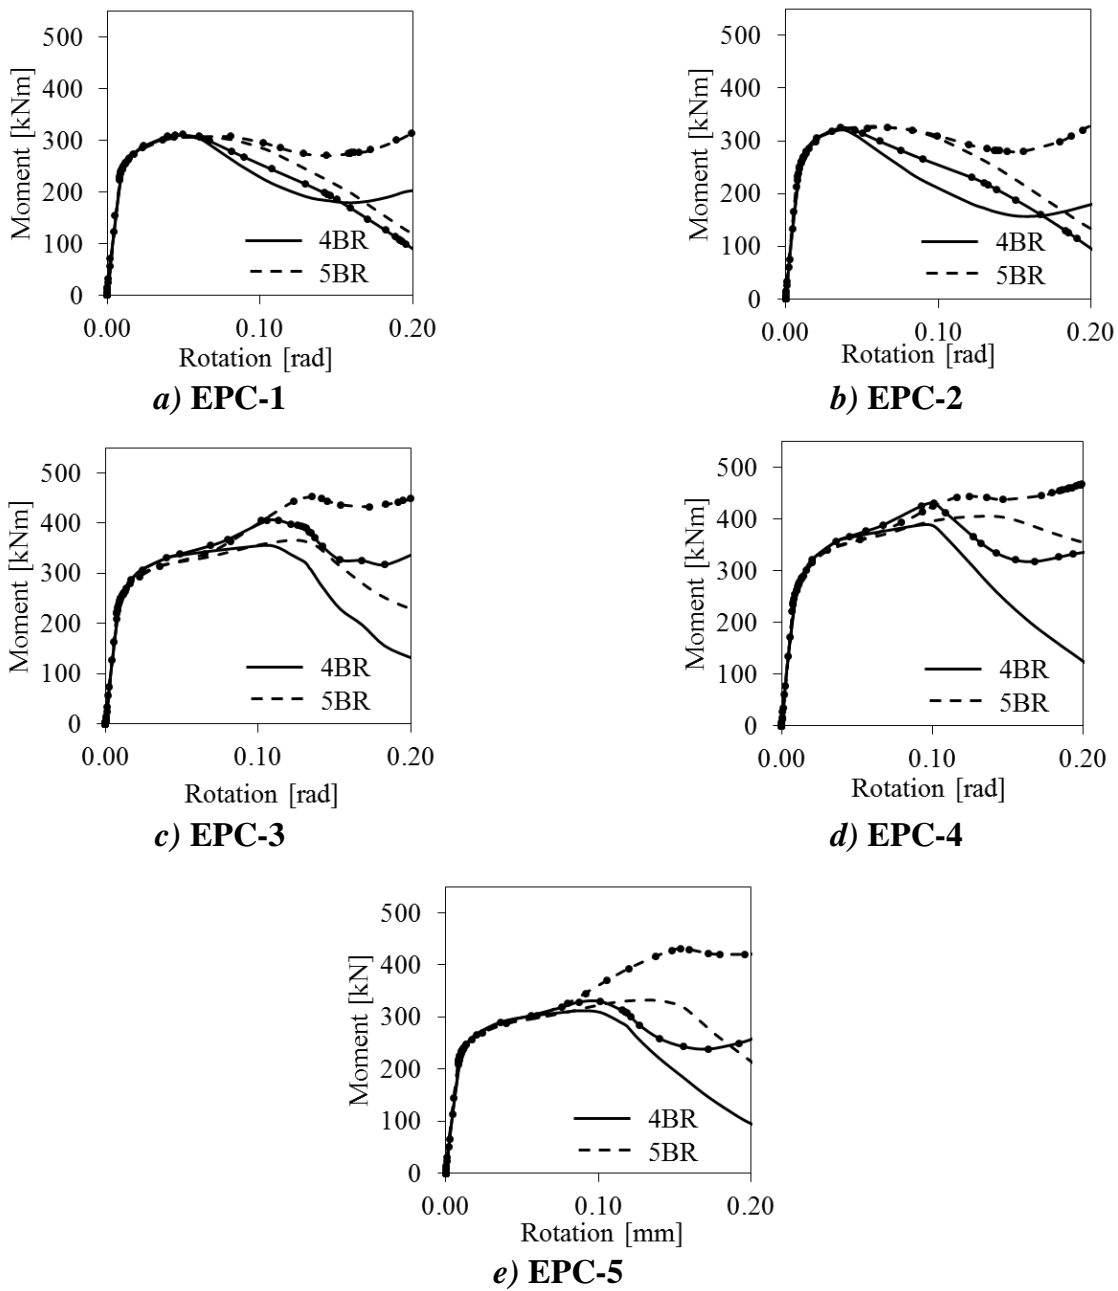 500
400
300
200
100
0
Moment [kNm]
4BR
5BR
0.00 0.10 0.20
Rotation [rad]
a) EPC-1
500
400
300
200
100
0
Moment [kNm]
4BR
5BR
0.00 0.10 0.20
Rotation [rad]
b) EPC-2
500
400
300
200
100
0
Moment [kNm]
4BR
5BR
0.00 0.10 0.20
Rotation [rad]
c) EPC-3
500
400
300
200
100
0
Moment [kNm]
4BR
5BR
0.00 0.10 0.20
Rotation [rad]
d) EPC-4
500
400
300
200
100
0
Moment [kN]
4BR
5BR
0.00 0.10 0.20
Rotation [mm]
e) EPC-5